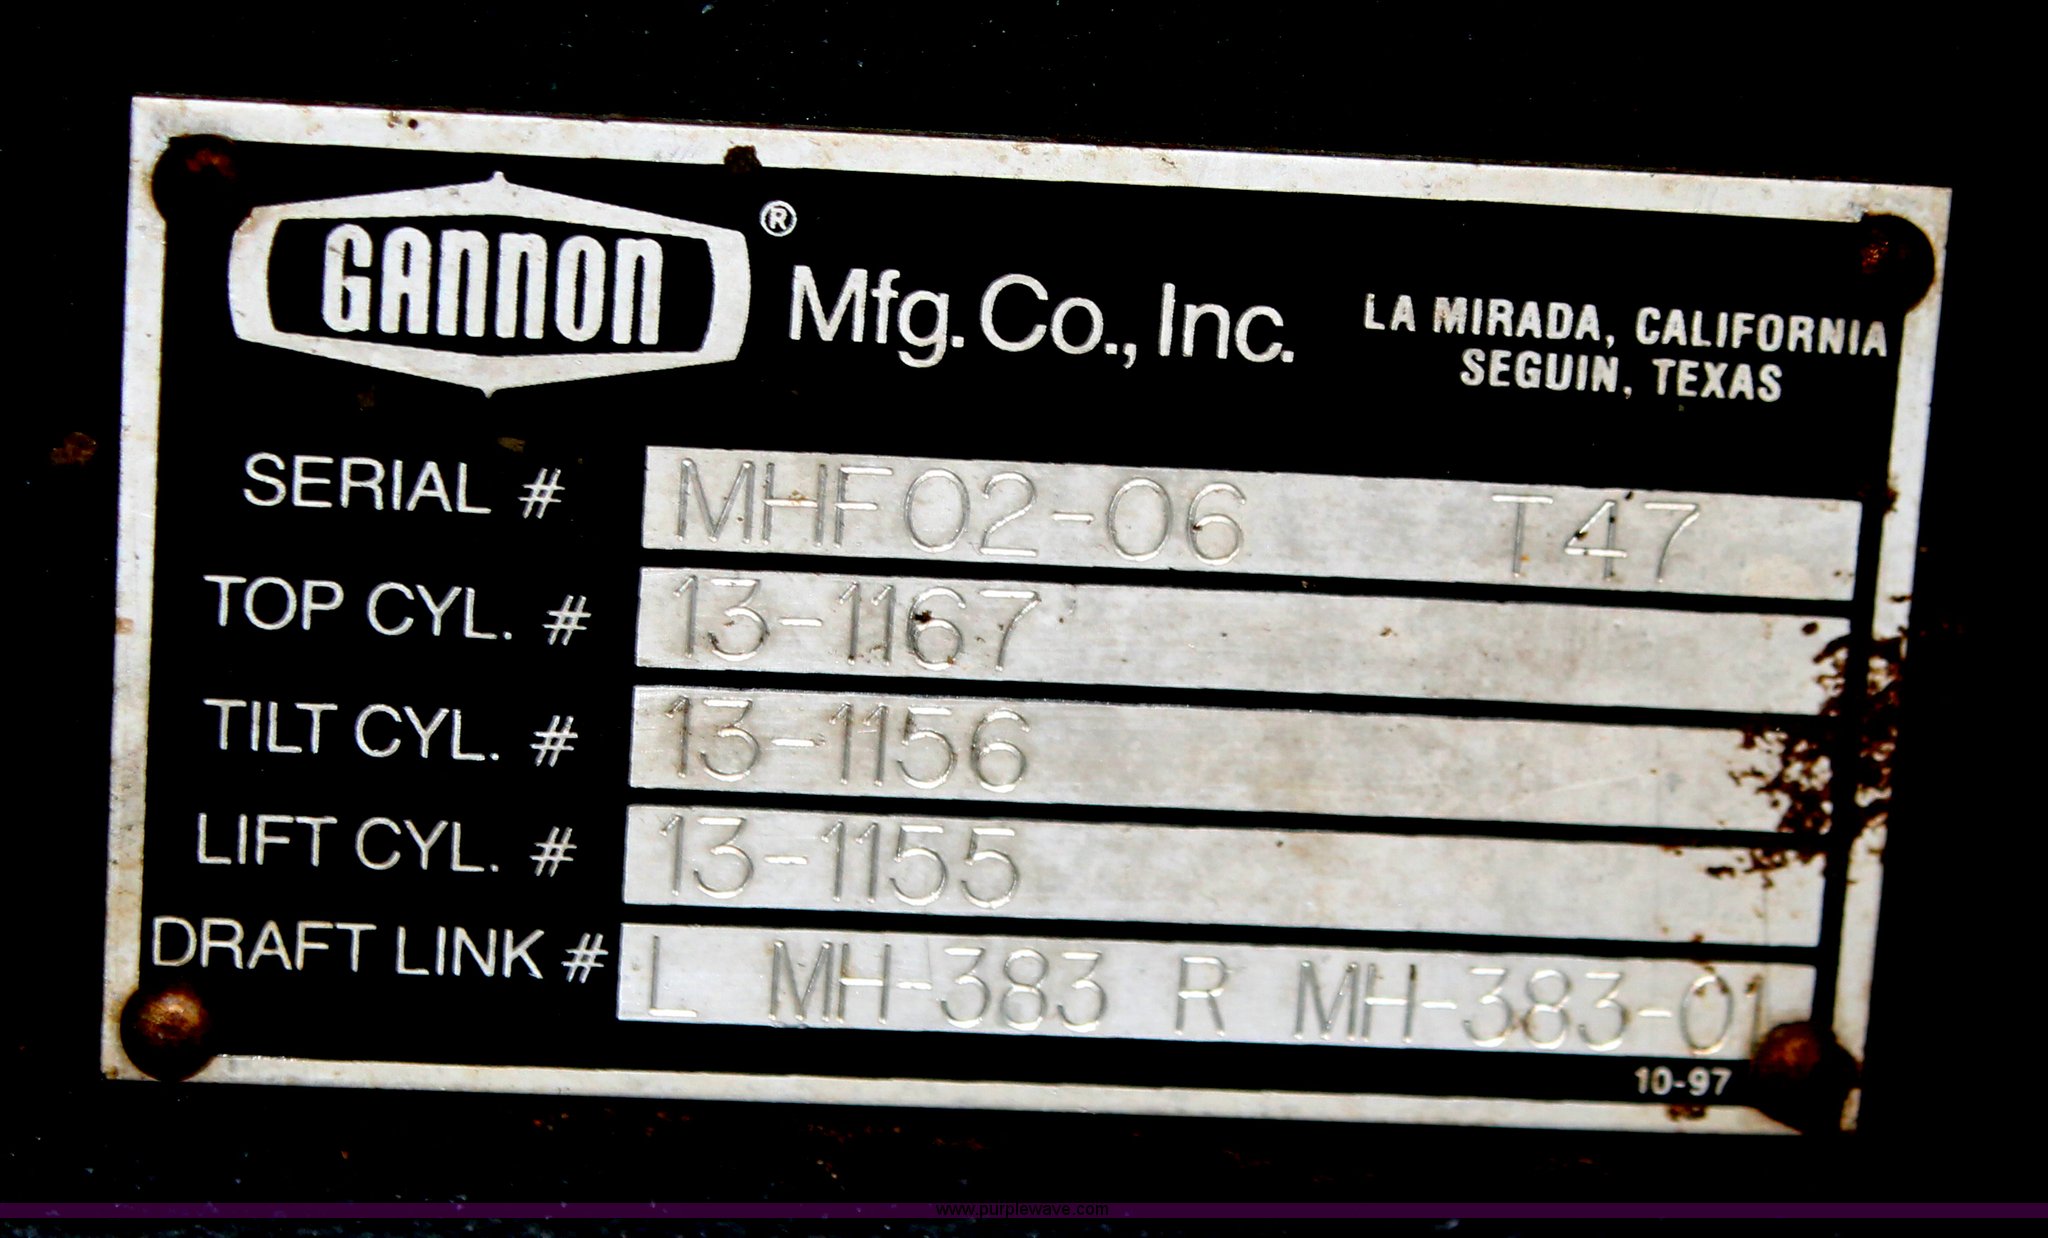 GANNON® Mfg. Co., Inc. LA MIRADA, CALIFORNIA
SEGUIN, TEXAS
SERIAL # MHF02-06 T47
TOP CYL. # 13-1167
TILT CYL. # 13-1156
LIFT CYL. # 13-1155
DRAFT LINK # L MH-383 R MH-383-01
10-97
www.purplewave.com